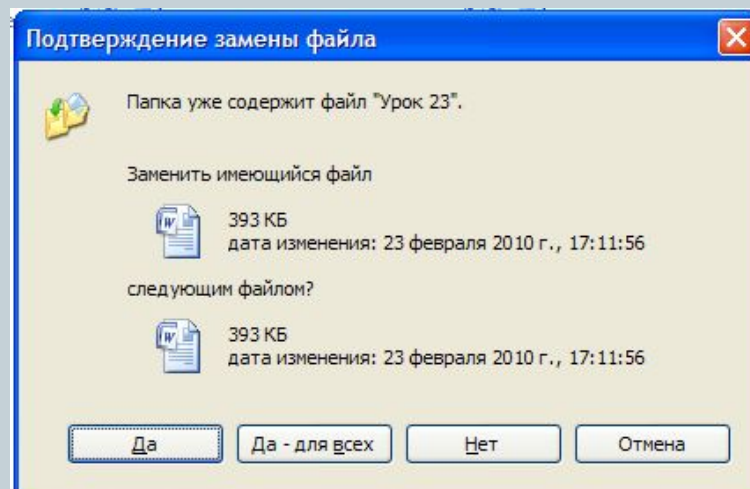 Подтверждение замены файла
Папка уже содержит файл "Урок 23".
Заменить имеющийся файл
393 КБ
дата изменения: 23 февраля 2010 г., 17:11:56
следующим файлом?
393 КБ
дата изменения: 23 февраля 2010 г., 17:11:56
Да Да - для всех Нет Отмена